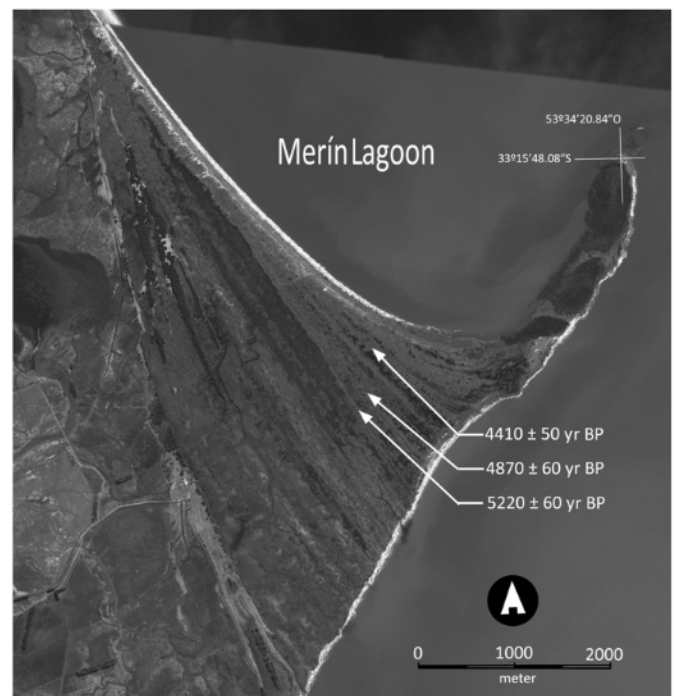 53º34’20.84”O
Merín Lagoon
33º15’48.08”S
4410 ± 50 yr BP
4870 ± 60 yr BP
5220 ± 60 yr BP
0 1000 2000
meter